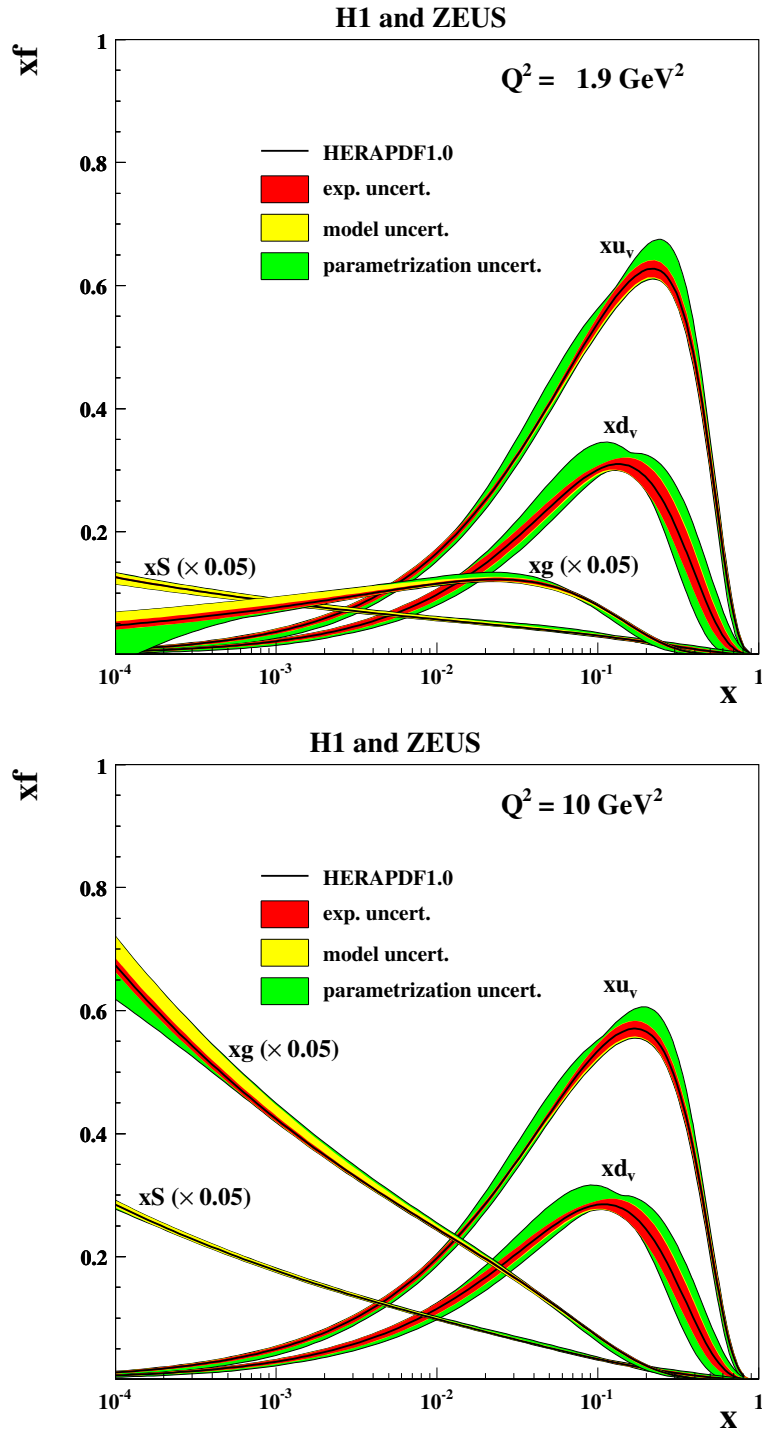 H1 and ZEUS
xf
1
Q² = 1.9 GeV²
0.8
HERAPDF1.0
exp. uncert.
model uncert.
parametrization uncert.
xuᵥ
0.6
0.4
xdᵥ
0.2
xS (× 0.05)
xg (× 0.05)
10⁻⁴ 10⁻³ 10⁻² 10⁻¹ 1
x
H1 and ZEUS
xf
1
Q² = 10 GeV²
0.8
HERAPDF1.0
exp. uncert.
model uncert.
parametrization uncert.
xuᵥ
0.6
xg (× 0.05)
0.4
xdᵥ
xS (× 0.05)
0.2
10⁻⁴ 10⁻³ 10⁻² 10⁻¹ 1
x